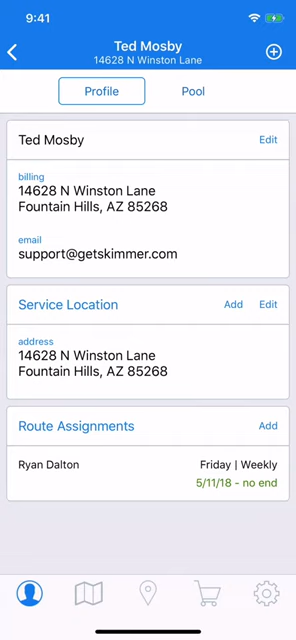 9:41
Ted Mosby
14628 N Winston Lane
Profile
Pool
Ted Mosby
Edit
billing
14628 N Winston Lane
Fountain Hills, AZ 85268
email
support@getskimmer.com
Service Location
Add
Edit
address
14628 N Winston Lane
Fountain Hills, AZ 85268
Route Assignments
Add
Ryan Dalton
Friday | Weekly
5/11/18 - no end